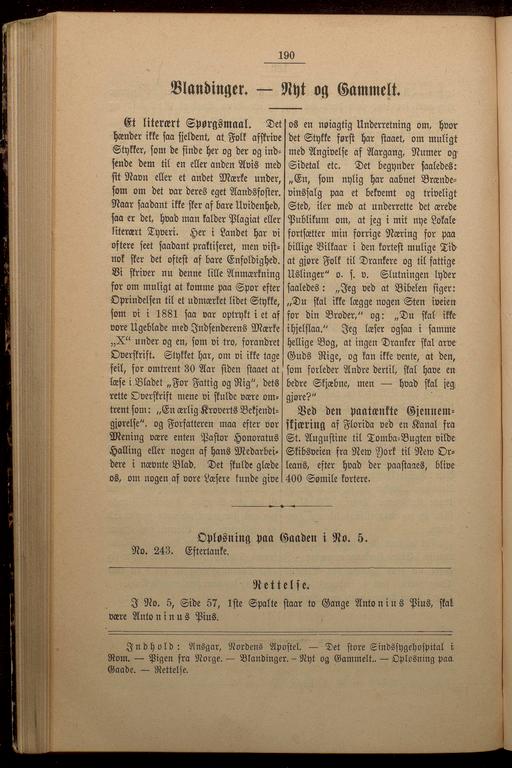 190
Blandinger. — Nyt og Gammelt.
Et literært Spørgsmaal. Det
hænder ikke saa sjeldent, at Folk afskrive
Stykker, som de finde her og der og ind-
sende dem til en eller anden Avis med
sit Navn eller et andet Mærke under,
som om det var deres eget Aandsfoster.
Naar saadant ikke sker af bare Uvidenhed,
saa er det, hvad man kalder Plagiat eller
literært Tyveri. Her i Landet har vi
oftere seet saadant praktiseret, men vist-
nok sker det oftest af bare Enfoldighed.
Vi skriver nu denne lille Anmærkning
for om muligt at komme paa Spor efter
Oprindelsen til et udmærket lidet Stykke,
som vi i 1881 saa optrykt i et af
vore Ugeblade med Indsenderens Mærke
„X“ under og en, som vi tro, forandret
Overskrift. Stykket har, om vi ikke tage
feil, for omtrent 30 Aar siden staaet at
læse i Bladet „For Fattig og Rig“, dets
rette Overskrift mene vi skulde være om-
trent som: „En ærlig Kroverts Bekjendt-
gjørelse“. og Forfatteren maa efter vor
Mening være enten Pastor Honoratus
Halling eller nogen af hans Medarbei-
dere i nævnte Blad. Det skulde glæde
os, om nogen af vore Læsere kunde give
os en nøiagtig Underretning om, hvor
det Stykke først har staaet, om muligt
med Angivelse af Aargang, Numer og
Sidetal etc. Det begynder saaledes:
„En, som nylig har aabnet Brænde-
vinssalg paa et bekvemt og triveligt
Sted, iler med at underrette det ærede
Publikum om, at jeg i mit nye Lokale
fortsætter min forrige Næring for paa
billige Vilkaar i den kortest mulige Tid
at gjøre Folk til Drankere og til fattige
Uslinger“ o. s. v. Slutningen lyder
saaledes: „Jeg ved at Bibelen siger:
„Du skal ikke lægge nogen Sten iveien
for din Broder,“ og: „Du skal ikke
ihjelslaa.“ Jeg læser ogsaa i samme
hellige Bog, at ingen Dranker skal arve
Guds Rige, og kan ikke vente, at den,
som forleder Andre dertil, skal have en
bedre Skjæbne, men — hvad skal jeg
gjøre?“
Ved den paatænkte Gjennem-
skjæring af Florida ved en Kanal fra
St. Augustine til Tomba-Bugten vilde
Skibsveien fra New York til New Or-
leans, efter hvad der paastaaes, blive
400 Sømile kortere.
Opløsning paa Gaaden i No. 5.
No. 243. Eftertanke.
Rettelse.
I No. 5, Side 57, 1ste Spalte staar to Gange Antonius Pius, skal
være Antoninus Pius.
Indhold: Ansgar, Nordens Apostel. — Det store Sindssygehospital i
Rom. — Pigen fra Norge. — Blandinger. – Nyt og Gammelt.. — Opløsning paa
Gaade. — Rettelse.